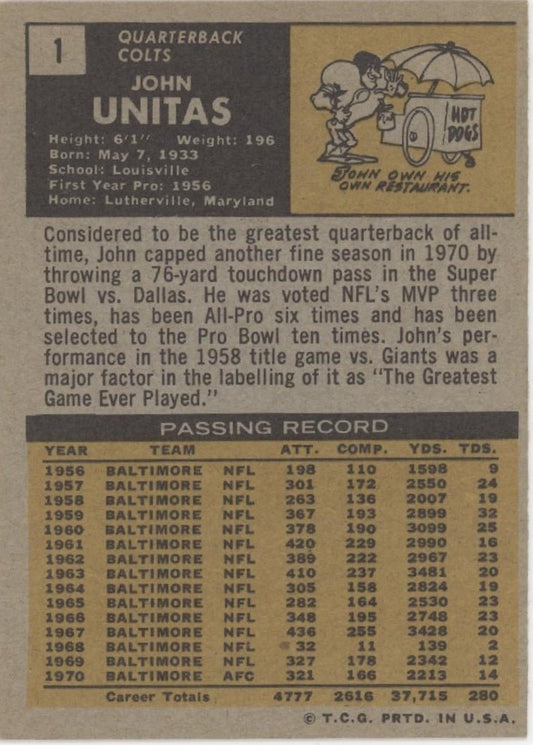 1
QUARTERBACK
COLTS
JOHN
UNITAS
Height: 6'1" Weight: 196
Born: May 7, 1933
School: Louisville
First Year Pro: 1956
Home: Lutherville, Maryland
HOT
DOGS
JOHN OWN HIS
OWN RESTAURANT.
Considered to be the greatest quarterback of all-
time, John capped another fine season in 1970 by
throwing a 76-yard touchdown pass in the Super
Bowl vs. Dallas. He was voted NFL's MVP three
times, has been All-Pro six times and has been
selected to the Pro Bowl ten times. John's per-
formance in the 1958 title game vs. Giants was a
major factor in the labelling of it as "The Greatest
Game Ever Played."
PASSING RECORD
YEAR TEAM ATT. COMP. YDS. TDS.
1956 BALTIMORE NFL 198 110 1598 9
1957 BALTIMORE NFL 301 172 2550 24
1958 BALTIMORE NFL 263 136 2007 19
1959 BALTIMORE NFL 367 193 2899 32
1960 BALTIMORE NFL 378 190 3099 25
1961 BALTIMORE NFL 420 229 2990 16
1962 BALTIMORE NFL 389 222 2967 23
1963 BALTIMORE NFL 410 237 3481 20
1964 BALTIMORE NFL 305 158 2824 19
1965 BALTIMORE NFL 282 164 2530 23
1966 BALTIMORE NFL 348 195 2748 23
1967 BALTIMORE NFL 436 255 3428 20
1968 BALTIMORE NFL 32 11 139 2
1969 BALTIMORE NFL 327 178 2342 12
1970 BALTIMORE AFC 321 166 2213 14
Career Totals 4777 2616 37,715 280
© T.C.G. PRTD. IN U.S.A.